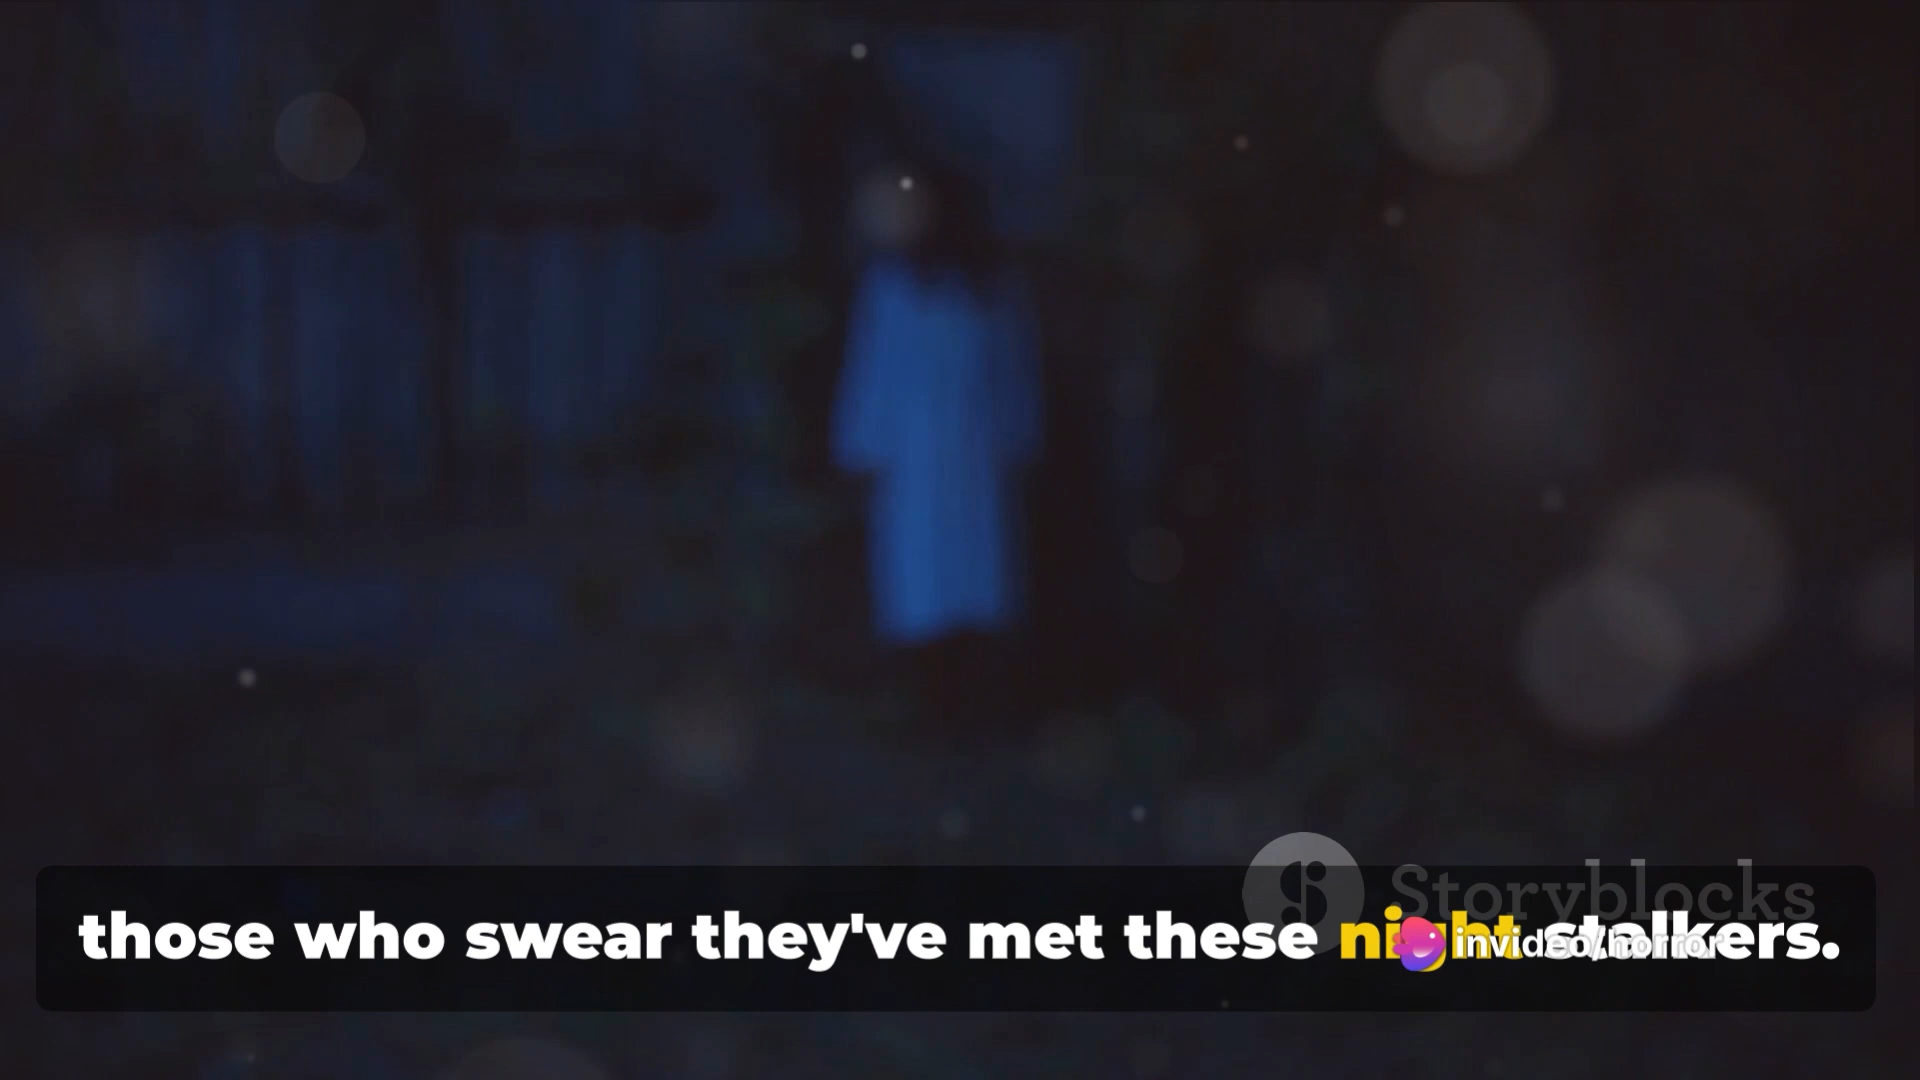 Storyblocks
those who swear they've met these night stalkers.
invideo/horror